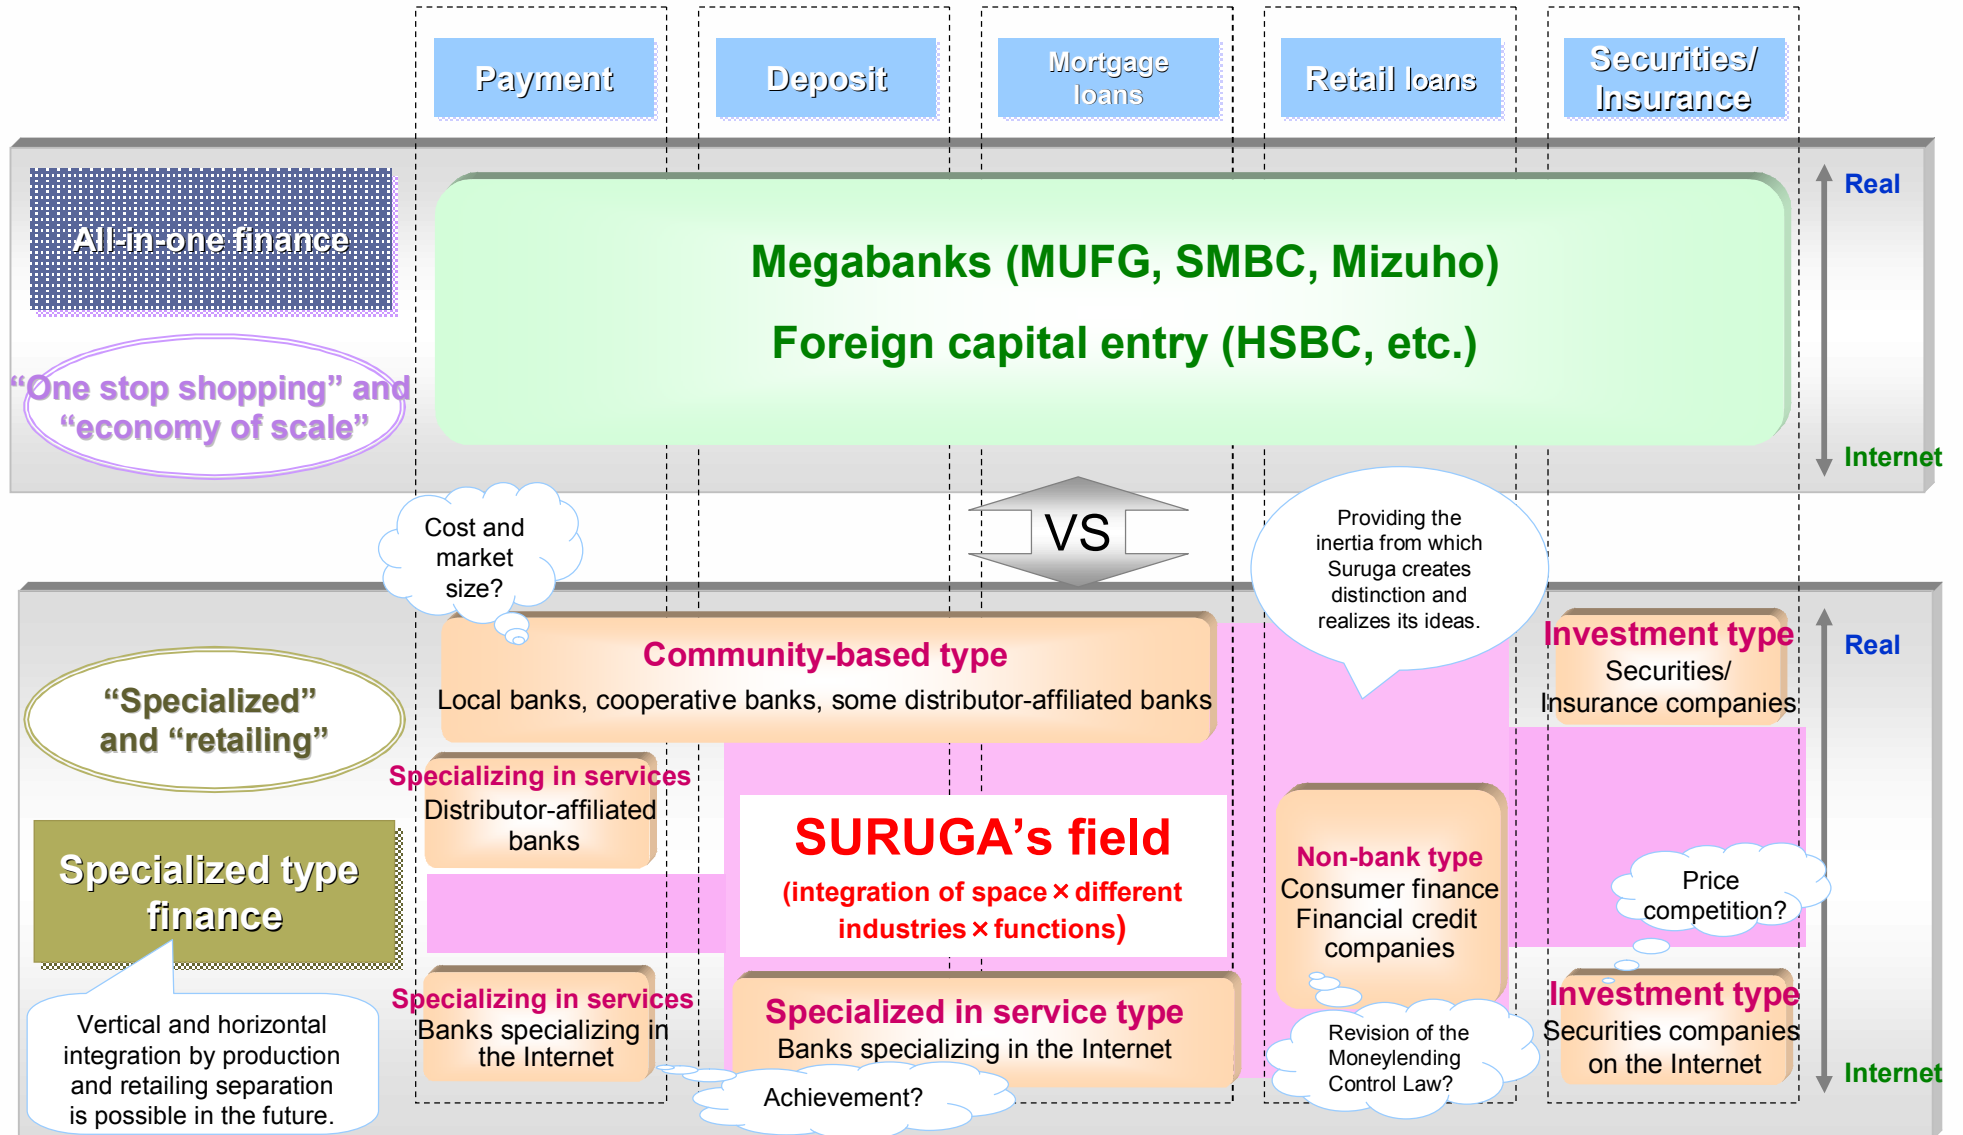 Payment
Deposit
Mortgage
loans
Retail loans
Securities/
Insurance
All-in-one finance
“One stop shopping” and
“economy of scale”
Megabanks (MUFG, SMBC, Mizuho)
Foreign capital entry (HSBC, etc.)
Real
Internet
VS
Cost and
market
size?
Providing the
inertia from which
Suruga creates
distinction and
realizes its ideas.
“Specialized”
and “retailing”
Specialized type
finance
Vertical and horizontal
integration by production
and retailing separation
is possible in the future.
Community-based type
Local banks, cooperative banks, some distributor-affiliated banks
Investment type
Securities/
Insurance companies
Real
Specializing in services
Distributor-affiliated
banks
SURUGA’s field
(integration of space×different
industries×functions)
Non-bank type
Consumer finance
Financial credit
companies
Price
competition?
Specializing in services
Banks specializing in
the Internet
Specialized in service type
Banks specializing in the Internet
Achievement?
Revision of the
Moneylending
Control Law?
Investment type
Securities companies
on the Internet
Internet